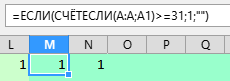 =ЕСЛИ(СЧЁТЕСЛИ(A:A;A1)>=31;1;"")
L M N O P Q
1 1 1